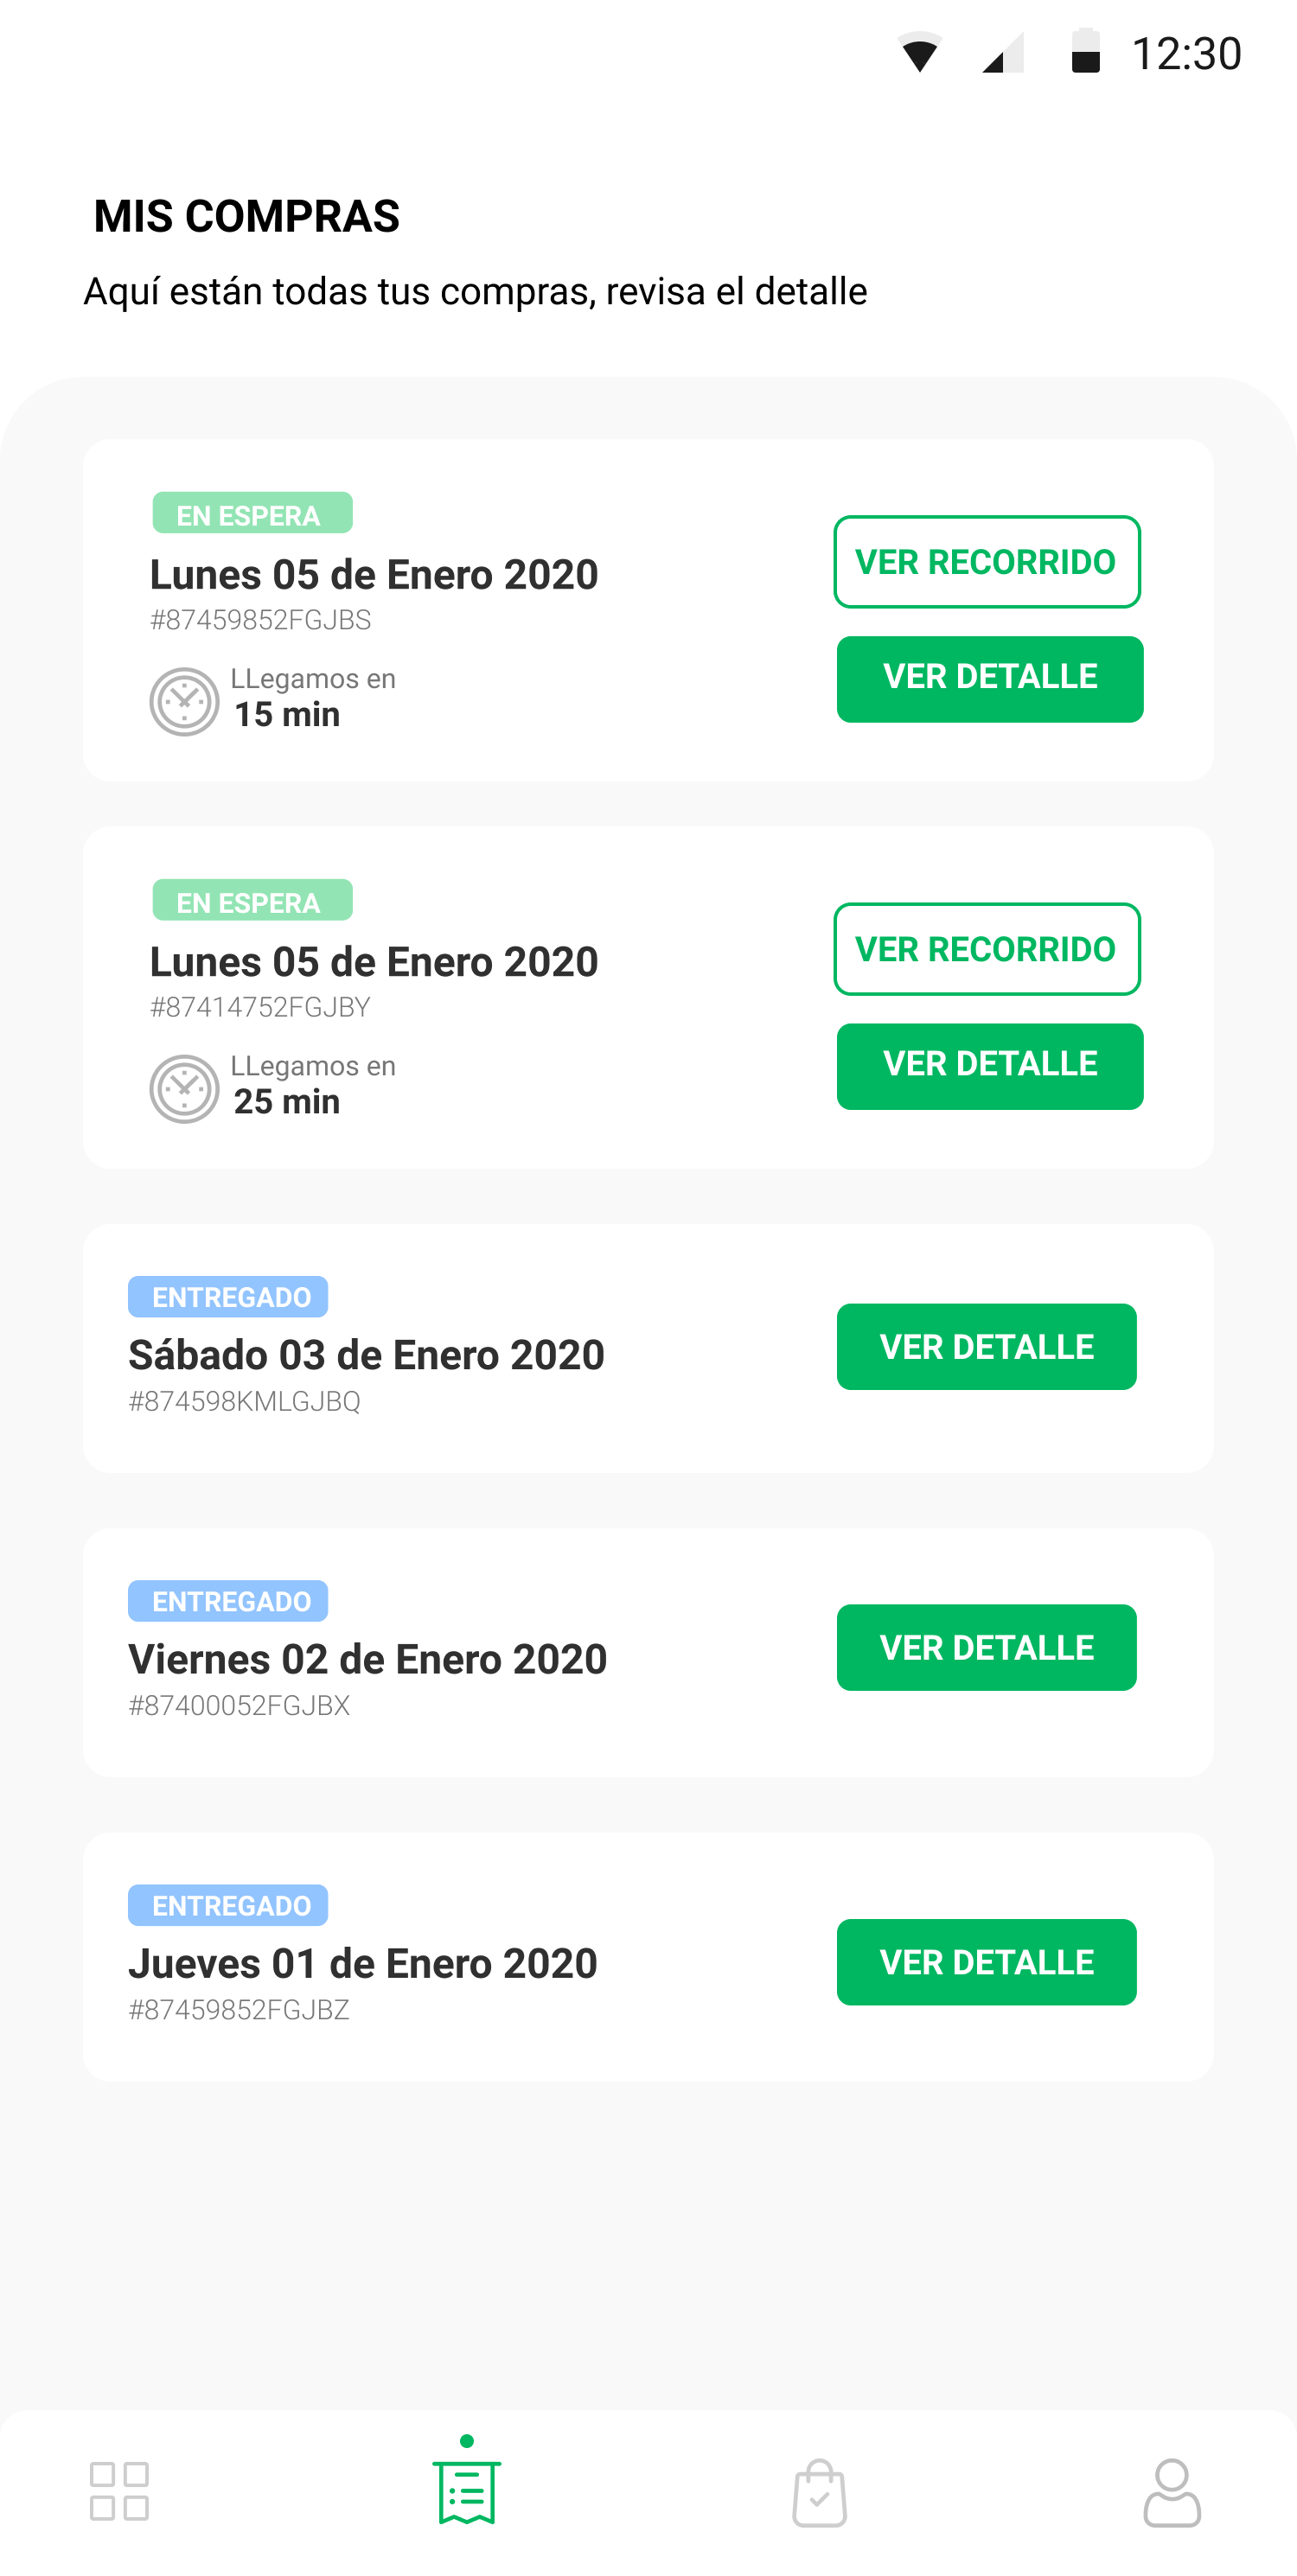 12:30
MIS COMPRAS
Aquí están todas tus compras, revisa el detalle
EN ESPERA
Lunes 05 de Enero 2020
#87459852FGJBS
LLegamos en
15 min
VER RECORRIDO
VER DETALLE
EN ESPERA
Lunes 05 de Enero 2020
#87414752FGJBY
LLegamos en
25 min
VER RECORRIDO
VER DETALLE
ENTREGADO
Sábado 03 de Enero 2020
#874598KMLGJBQ
VER DETALLE
ENTREGADO
Viernes 02 de Enero 2020
#87400052FGJBX
VER DETALLE
ENTREGADO
Jueves 01 de Enero 2020
#87459852FGJBZ
VER DETALLE